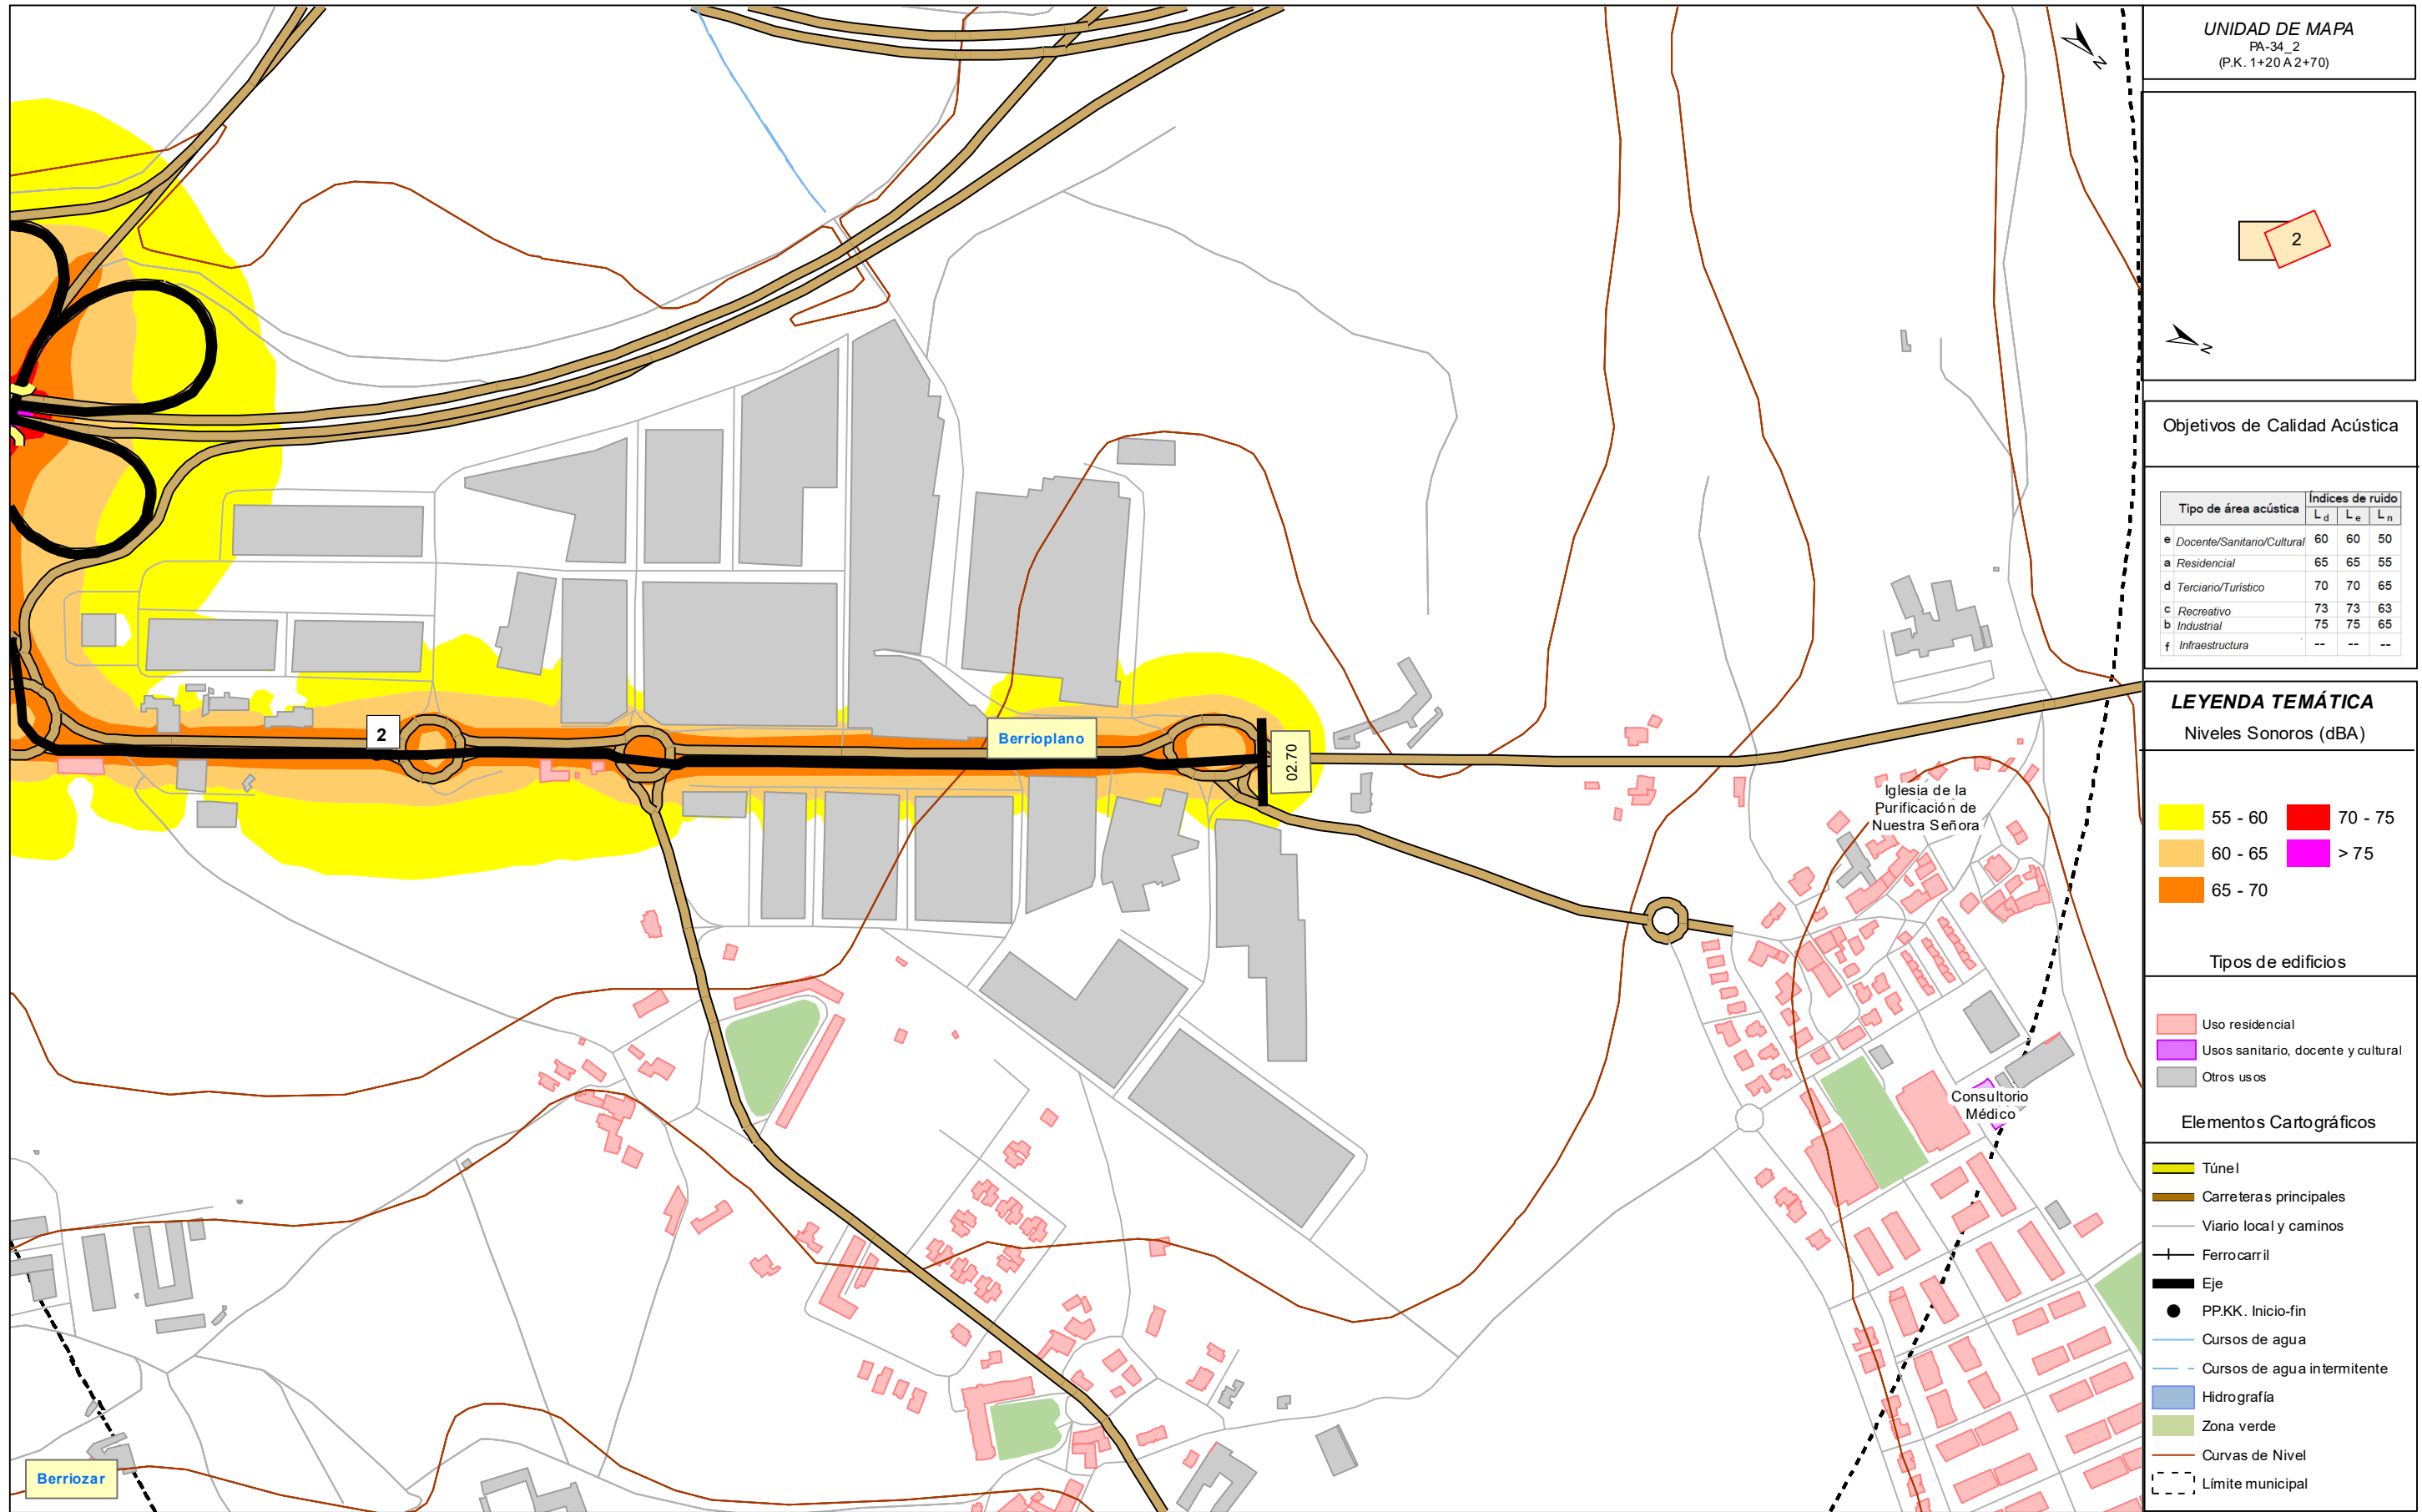 UNIDAD DE MAPA
PA-34_2
(P.K. 1+20 A 2+70)
N
2
N
Objetivos de Calidad Acústica
Tipo de área acústica
Índices de ruido
L d L e L n
e Docente/Sanitario/Cultural 60 60 50
a Residencial 65 65 55
d Terciario/Turístico 70 70 65
c Recreativo 73 73 63
b Industrial 75 75 65
f Infraestructura -- -- --
LEYENDA TEMÁTICA
Niveles Sonoros (dBA)
55 - 60 70 - 75
60 - 65 > 75
65 - 70
Tipos de edificios
Uso residencial
Usos sanitario, docente y cultural
Otros usos
Elementos Cartográficos
Túnel
Carreteras principales
Viario local y caminos
Ferrocarril
Eje
PP.KK. Inicio-fin
Cursos de agua
Cursos de agua intermitente
Hidrografía
Zona verde
Curvas de Nivel
Límite municipal
2
Berrioplano
02.70
Iglesia de la
Purificación de
Nuestra Señora
Consultorio
Médico
Berriozar